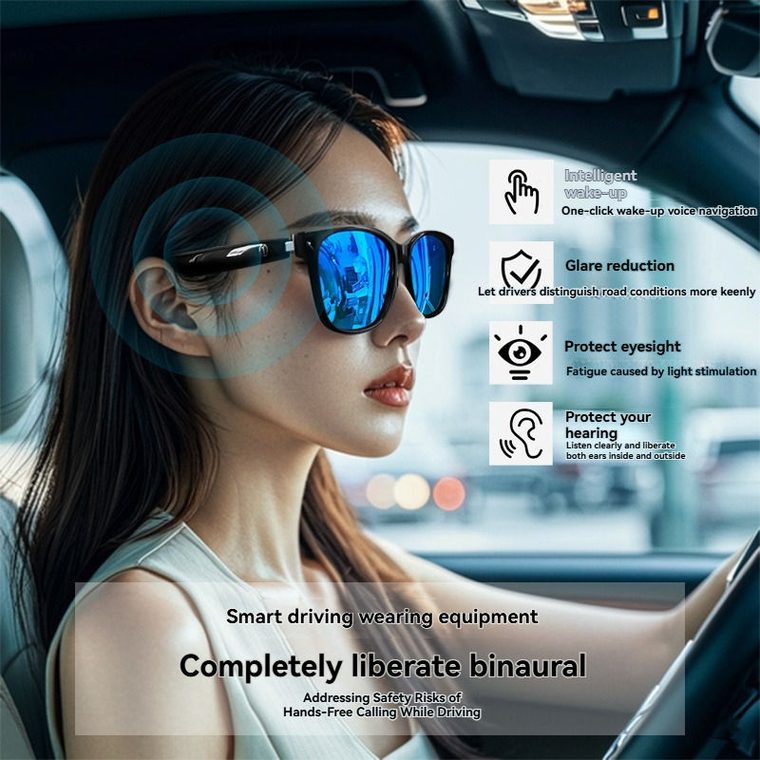 Intelligent
wake-up
One-click wake-up voice navigation
Glare reduction
Let drivers distinguish road conditions more keenly
Protect eyesight
Fatigue caused by light stimulation
Protect your
hearing
Listen clearly and liberate
both ears inside and outside
Smart driving wearing equipment
Completely liberate binaural
Addressing Safety Risks of
Hands-Free Calling While Driving